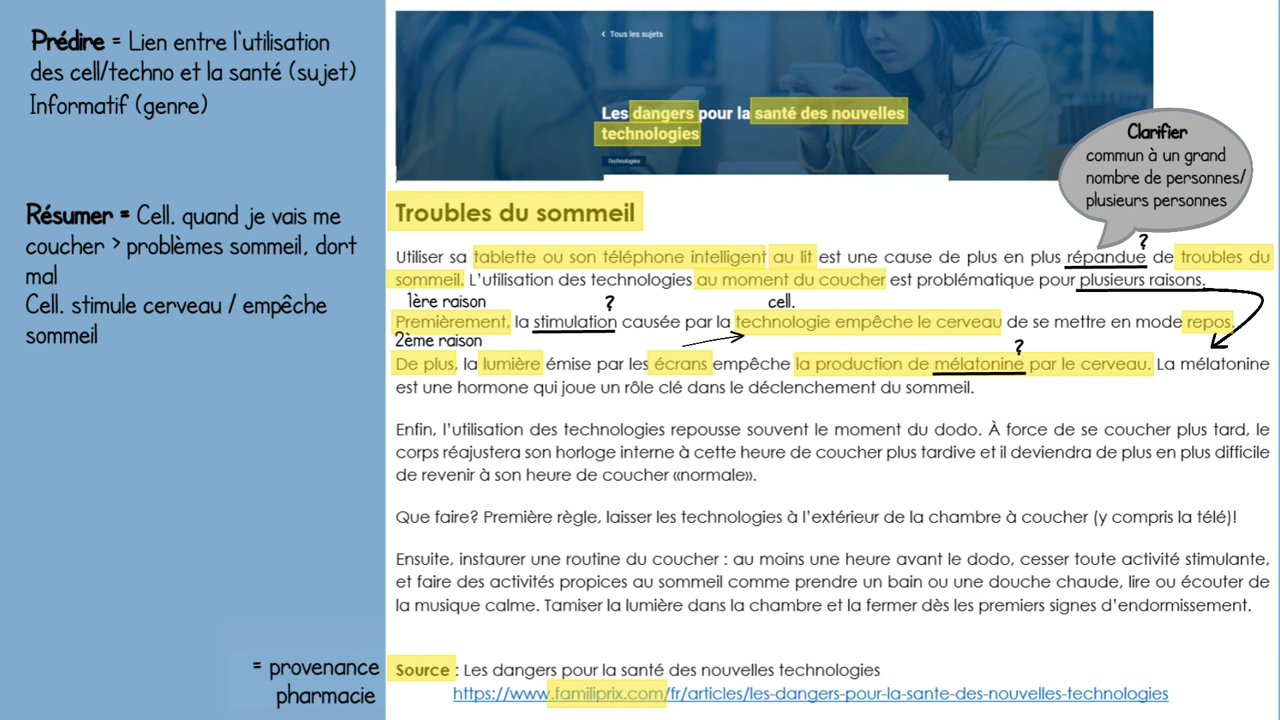 Prédire = Lien entre l'utilisation
des cell/techno et la santé (sujet)
Informatif (genre)
Résumer = Cell. quand je vais me
coucher > problèmes sommeil, dort
mal
Cell. stimule cerveau / empêche
sommeil
= provenance
pharmacie
< Tous les sujets
Les dangers pour la santé des nouvelles
technologies
Technologies
Clarifier
commun à un grand
nombre de personnes/
plusieurs personnes
Troubles du sommeil
?
Utiliser sa tablette ou son téléphone intelligent au lit est une cause de plus en plus répandue de troubles du
sommeil. L'utilisation des technologies au moment du coucher est problématique pour plusieurs raisons.
1ère raison ? cell.
Premièrement, la stimulation causée par la technologie empêche le cerveau de se mettre en mode repos.
2ème raison ?
De plus, la lumière émise par les écrans empêche la production de mélatonine par le cerveau. La mélatonine
est une hormone qui joue un rôle clé dans le déclenchement du sommeil.
Enfin, l'utilisation des technologies repousse souvent le moment du dodo. À force de se coucher plus tard, le
corps réajustera son horloge interne à cette heure de coucher plus tardive et il deviendra de plus en plus difficile
de revenir à son heure de coucher «normale».
Que faire? Première règle, laisser les technologies à l'extérieur de la chambre à coucher (y compris la télé)!
Ensuite, instaurer une routine du coucher : au moins une heure avant le dodo, cesser toute activité stimulante,
et faire des activités propices au sommeil comme prendre un bain ou une douche chaude, lire ou écouter de
la musique calme. Tamiser la lumière dans la chambre et la fermer dès les premiers signes d'endormissement.
Source : Les dangers pour la santé des nouvelles technologies
https://www.familiprix.com/fr/articles/les-dangers-pour-la-sante-des-nouvelles-technologies